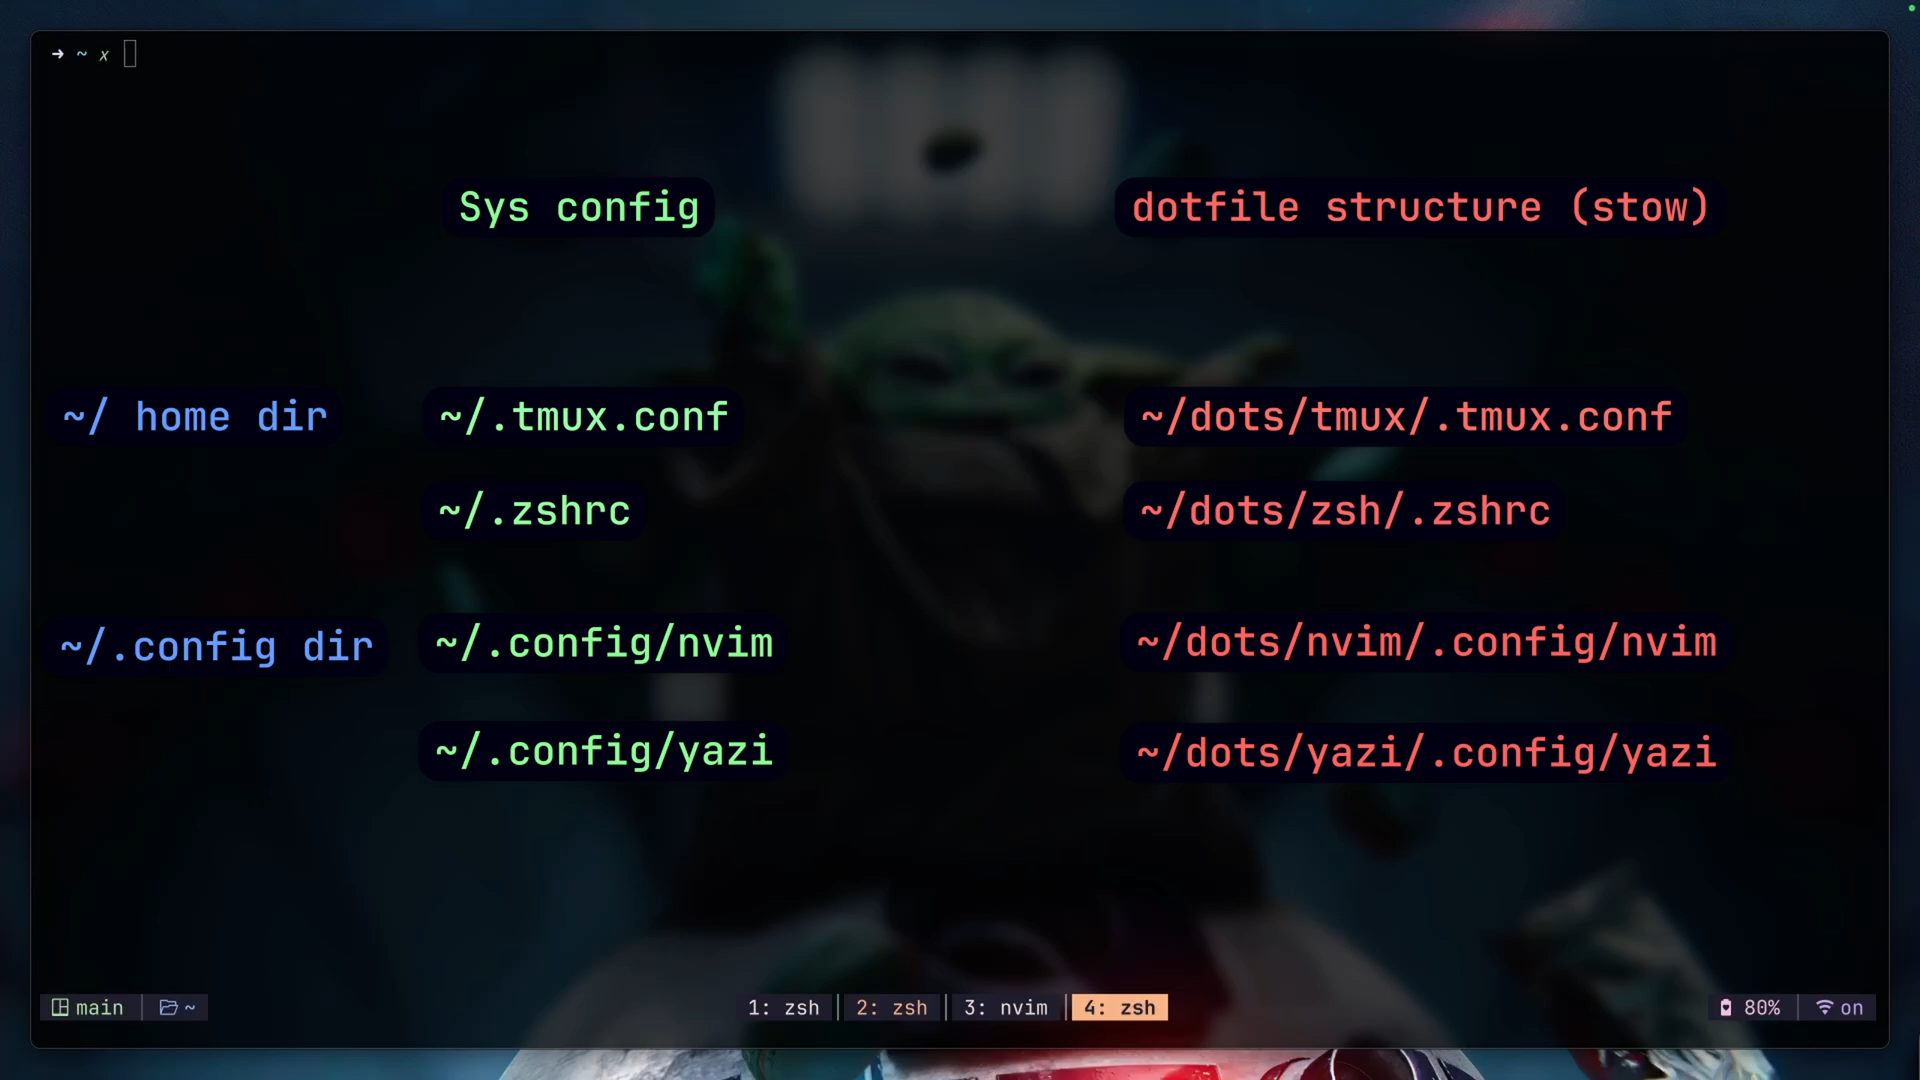 ➜ ~ x
Sys config
dotfile structure (stow)
~/ home dir
~/.tmux.conf
~/dots/tmux/.tmux.conf
~/.zshrc
~/dots/zsh/.zshrc
~/.config dir
~/.config/nvim
~/dots/nvim/.config/nvim
~/.config/yazi
~/dots/yazi/.config/yazi
main │ ~
1: zsh │ 2: zsh │ 3: nvim │ 4: zsh
80% │ on